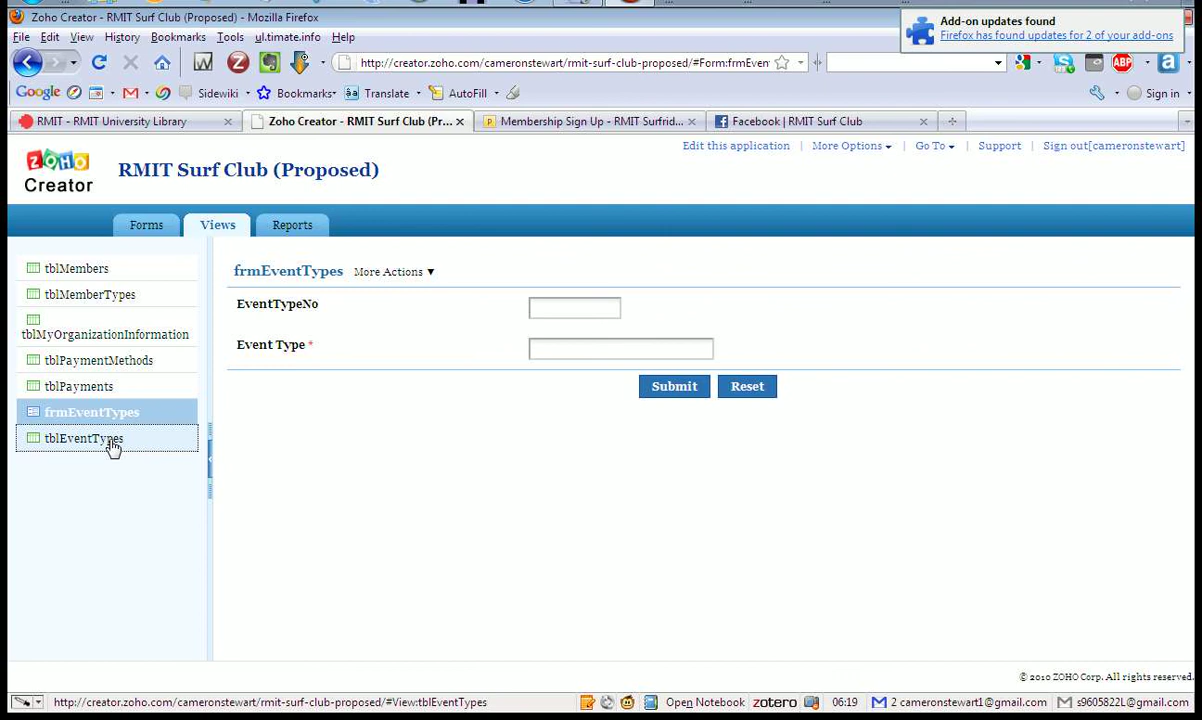 Zoho Creator - RMIT Surf Club (Proposed) - Mozilla Firefox
Add-on updates found
Firefox has found updates for 2 of your add-ons
File Edit View History Bookmarks Tools ul.timate.info Help
http://creator.zoho.com/cameronstewart/rmit-surf-club-proposed/#Form:frmEven
Google Sidewiki Bookmarks Translate AutoFill Sign in
RMIT - RMIT University Library
Zoho Creator - RMIT Surf Club (Pr...
Membership Sign Up - RMIT Surfrid...
Facebook | RMIT Surf Club
Edit this application More Options Go To Support Sign out[cameronstewart]
ZOHO
Creator
RMIT Surf Club (Proposed)
Forms Views Reports
tblMembers
tblMemberTypes
tblMyOrganizationInformation
tblPaymentMethods
tblPayments
frmEventTypes
tblEventTypes
frmEventTypes More Actions
EventTypeNo
Event Type *
Submit Reset
© 2010 ZOHO Corp. All rights reserved.
http://creator.zoho.com/cameronstewart/rmit-surf-club-proposed/#View:tblEventTypes
Open Notebook zotero 06:19 2 cameronstewart1@gmail.com s9605822L@gmail.com